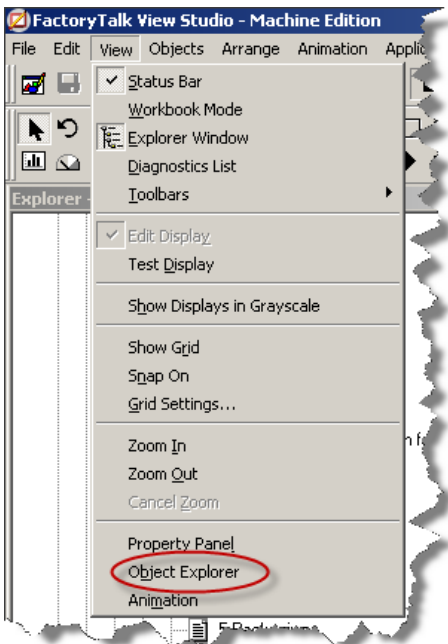 FactoryTalk View Studio - Machine Edition
File Edit View Objects Arrange Animation
Status Bar
Workbook Mode
Explorer Window
Diagnostics List
Toolbars
Explorer -
Edit Display
Test Display
Show Displays in Grayscale
Show Grid
Snap On
Grid Settings...
Zoom In
Zoom Out
Cancel Zoom
Property Panel
Object Explorer
Animation